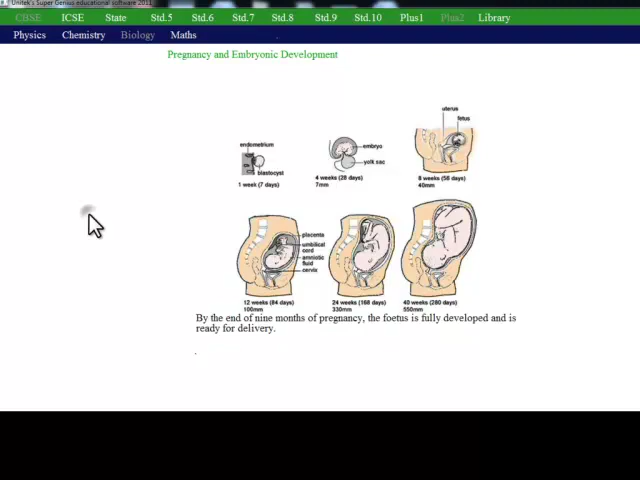 Unitek's Super Genius educational software 2011
CBSE ICSE State Std.5 Std.6 Std.7 Std.8 Std.9 Std.10 Plus1 Plus2 Library
Physics Chemistry Biology Maths
Pregnancy and Embryonic Development
uterus
fetus
endometrium
blastocyst
1 week (7 days)
embryo
yolk sac
4 weeks (28 days)
7mm
8 weeks (56 days)
40mm
placenta
umbilical
cord
amniotic
fluid
cervix
12 weeks (84 days)
100mm
24 weeks (168 days)
330mm
40 weeks (280 days)
550mm
By the end of nine months of pregnancy, the foetus is fully developed and is
ready for delivery.